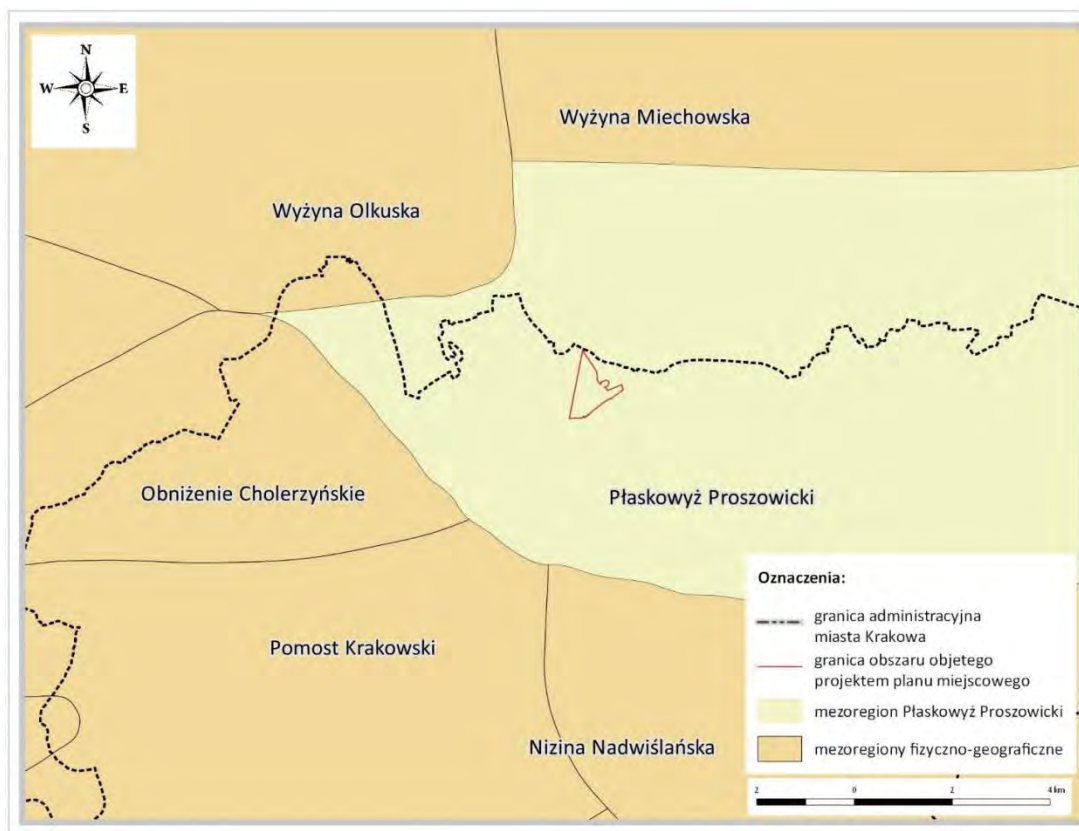 N
W E
S
Wyżyna Miechowska
Wyżyna Olkuska
Obniżenie Cholerzyńskie
Płaskowyż Proszowicki
Pomost Krakowski
Nizina Nadwiślańska
Oznaczenia:
granica administracyjna
miasta Krakowa
granica obszaru objetego
projektem planu miejscowego
mezoregion Płaskowyż Proszowicki
mezoregiony fizyczno-geograficzne
2 0 2 4 km